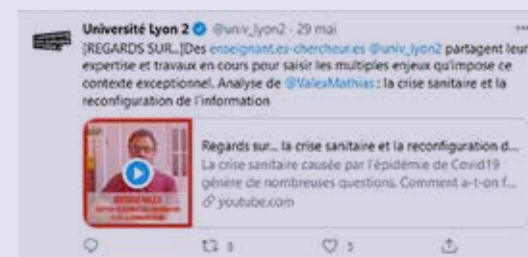 Université Lyon 2 @univ_lyon2 · 29 mai
[REGARDS SUR...]Des enseignant.es-chercheur.es @univ_lyon2 partagent leur
expertise et travaux en cours pour saisir les multiples enjeux qu'impose ce
contexte exceptionnel. Analyse de @ValexMathias : la crise sanitaire et la
reconfiguration de l'information
Regards sur... la crise sanitaire et la reconfiguration d...
La crise sanitaire causée par l'épidémie de Covid19
génère de nombreuses questions. Comment a-t-on f...
youtube.com
8
5